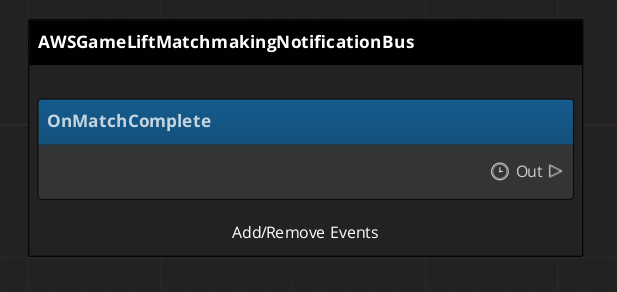 AWSGameLiftMatchmakingNotificationBus
OnMatchComplete
Out
Add/Remove Events